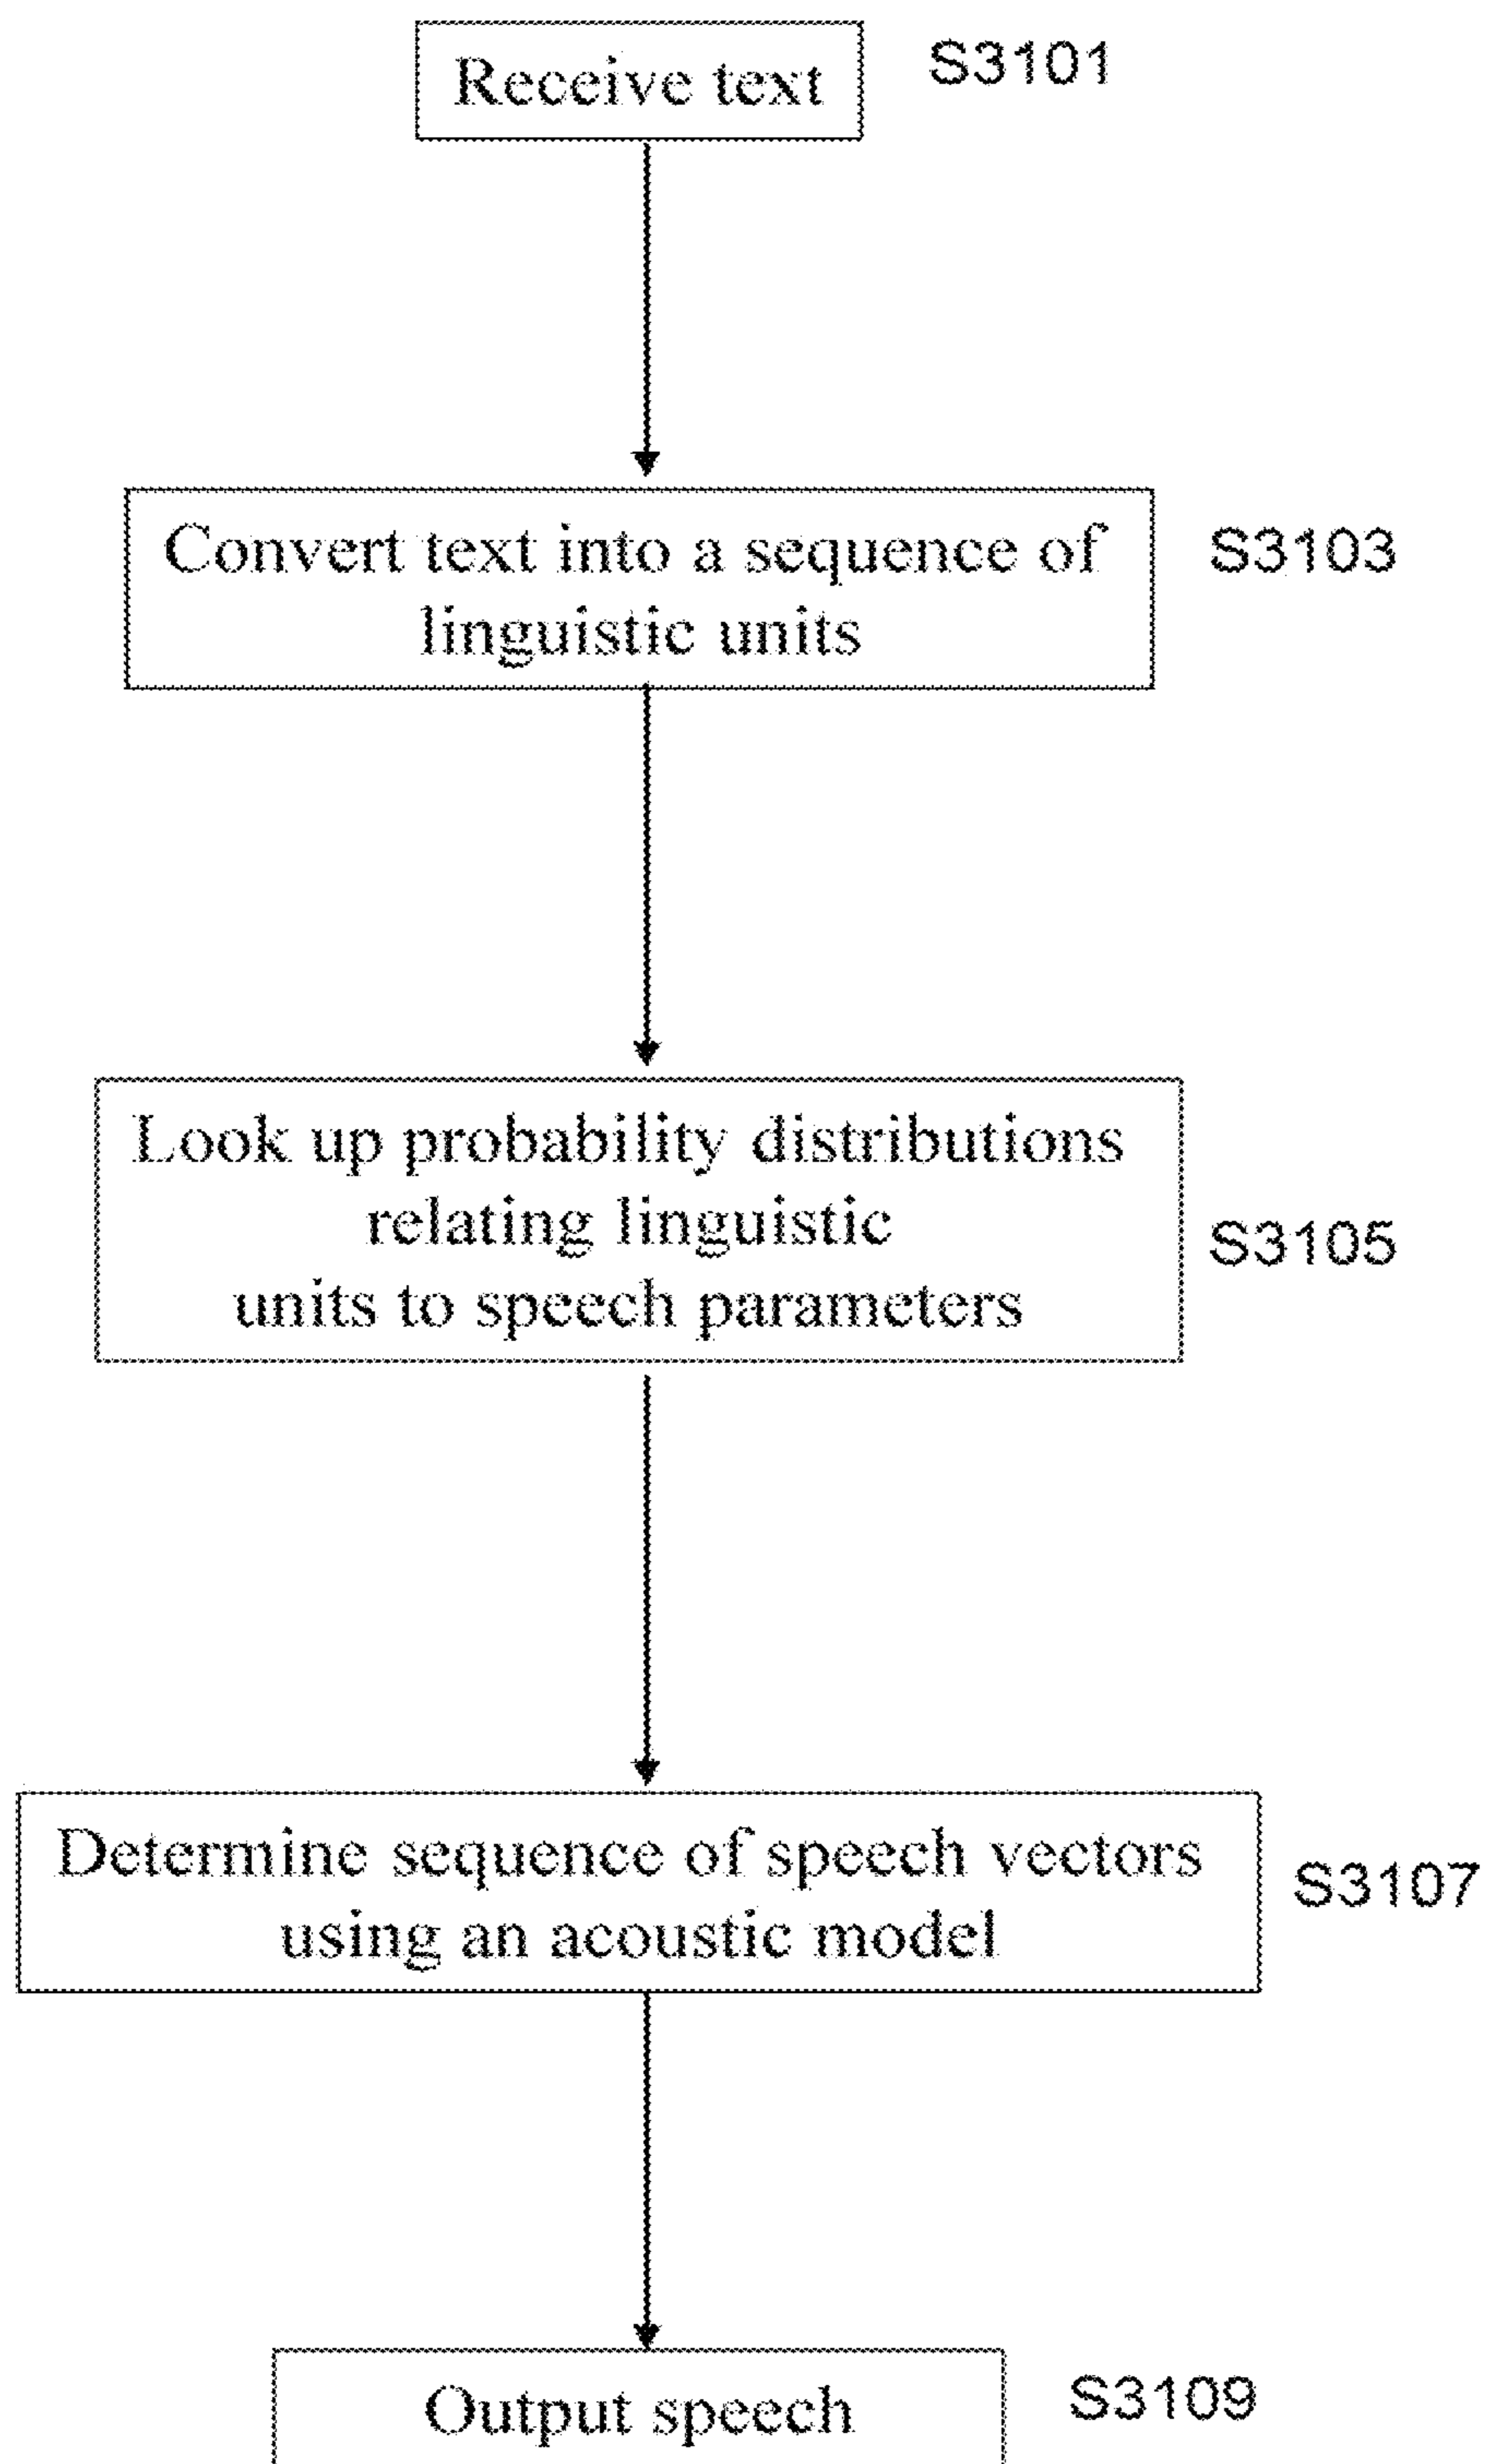 Receive text
S3101
Convert text into a sequence of
linguistic units
S3103
Look up probability distributions
relating linguistic
units to speech parameters
S3105
Determine sequence of speech vectors
using an acoustic model
S3107
Output speech
S3109